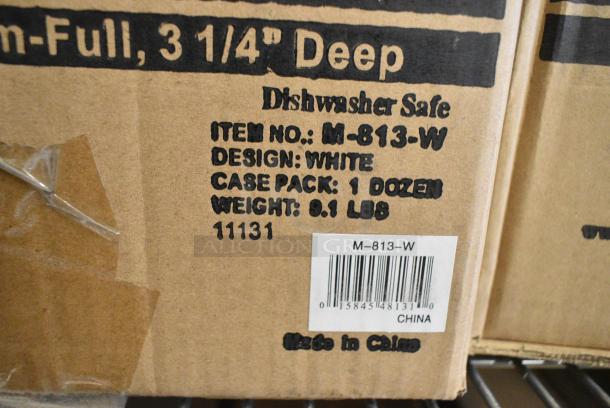 m-Full, 3 1/4" Deep
Dishwasher Safe
ITEM NO.: M-813-W
DESIGN: WHITE
CASE PACK: 1 DOZEN
WEIGHT: 9.1 LBS
11131
AUCTION
M-813-W
0 15845 48131 0
CHINA
Made in China